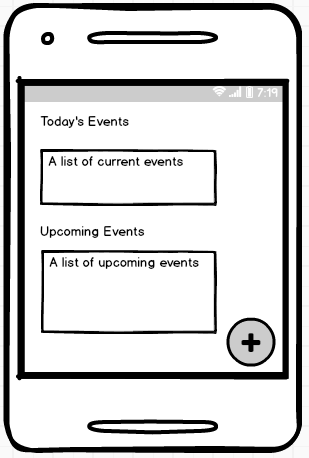 7:19
Today's Events
A list of current events
Upcoming Events
A list of upcoming events
+